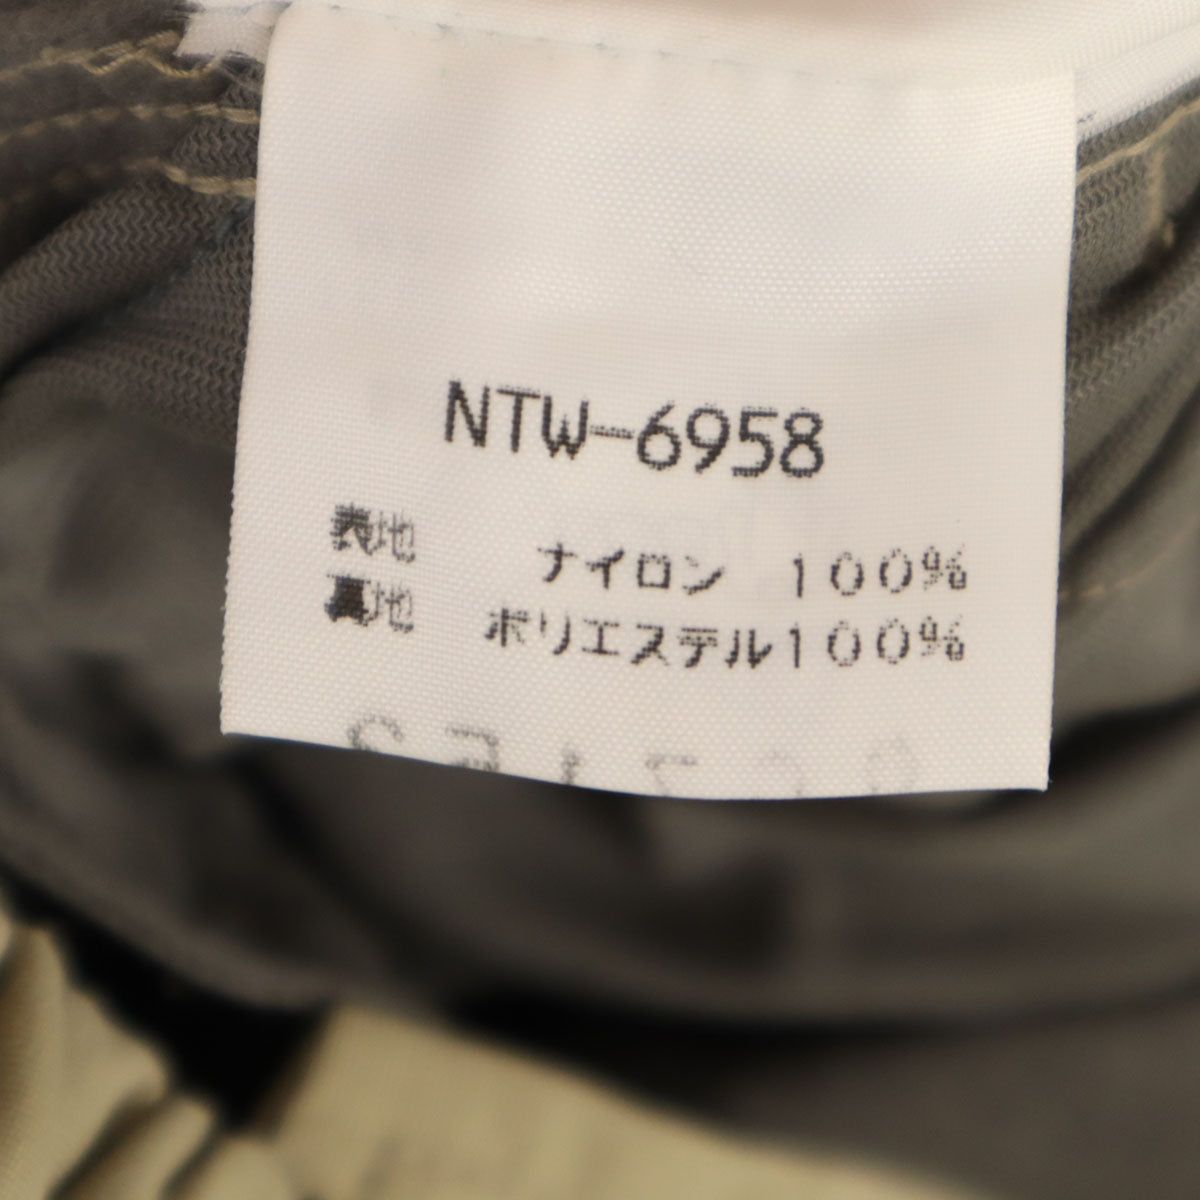 NTW-6958
表地 ナイロン 100%
裏地 ポリエステル100%